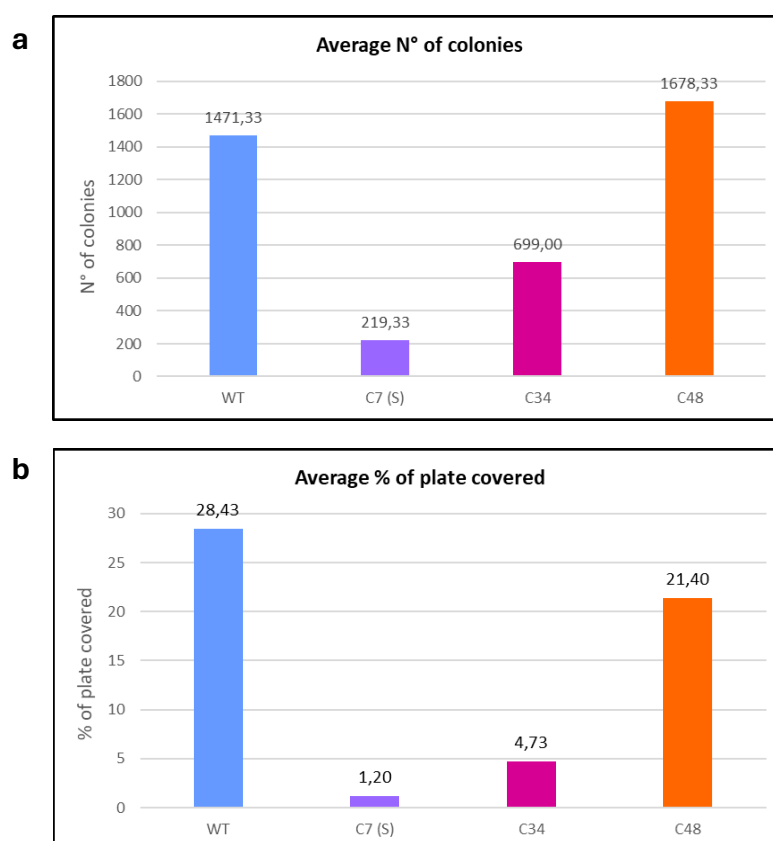 a
Average N° of colonies
N° of colonies
1800
1600
1400
1200
1000
800
600
400
200
0
1471,33
219,33
699,00
1678,33
WT
C7 (S)
C34
C48
b
Average % of plate covered
% of plate covered
30
25
20
15
10
5
0
28,43
1,20
4,73
21,40
WT
C7 (S)
C34
C48